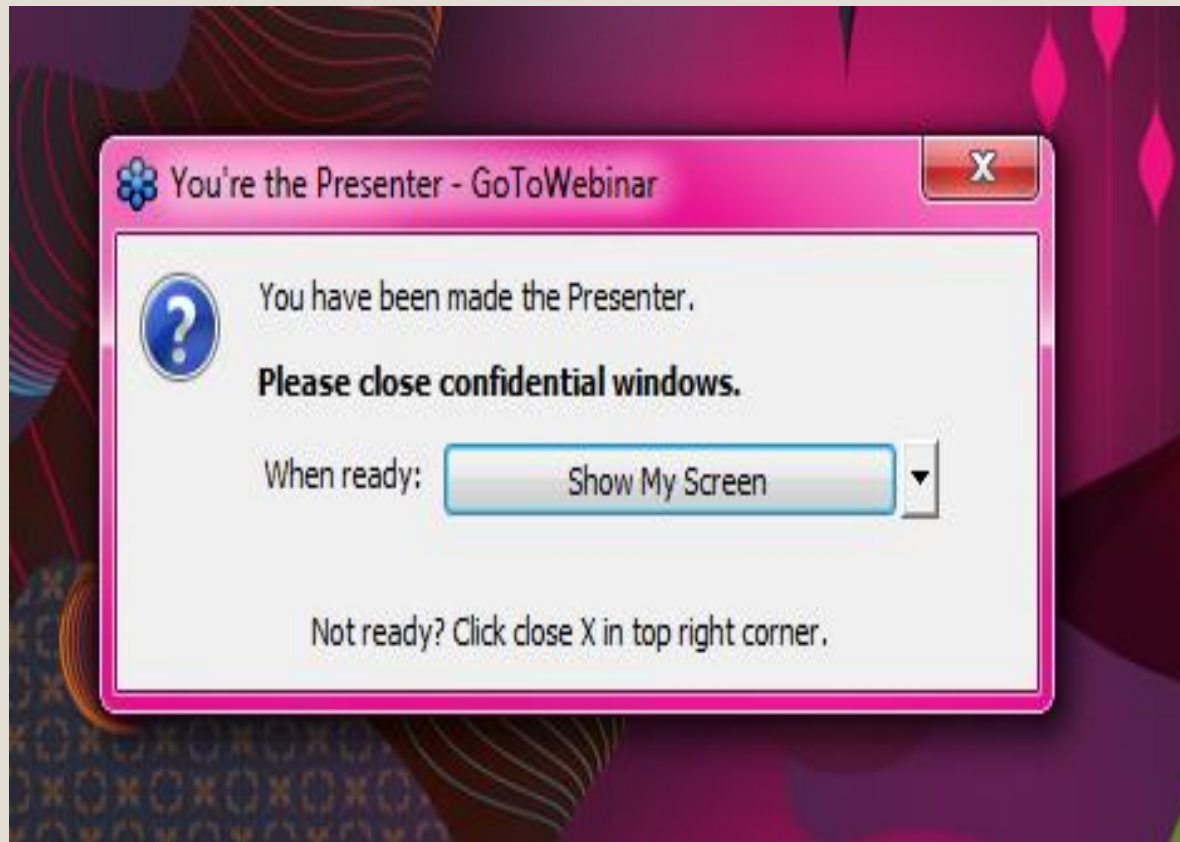 You're the Presenter - GoToWebinar
X
You have been made the Presenter.
Please close confidential windows.
When ready: Show My Screen
Not ready? Click close X in top right corner.